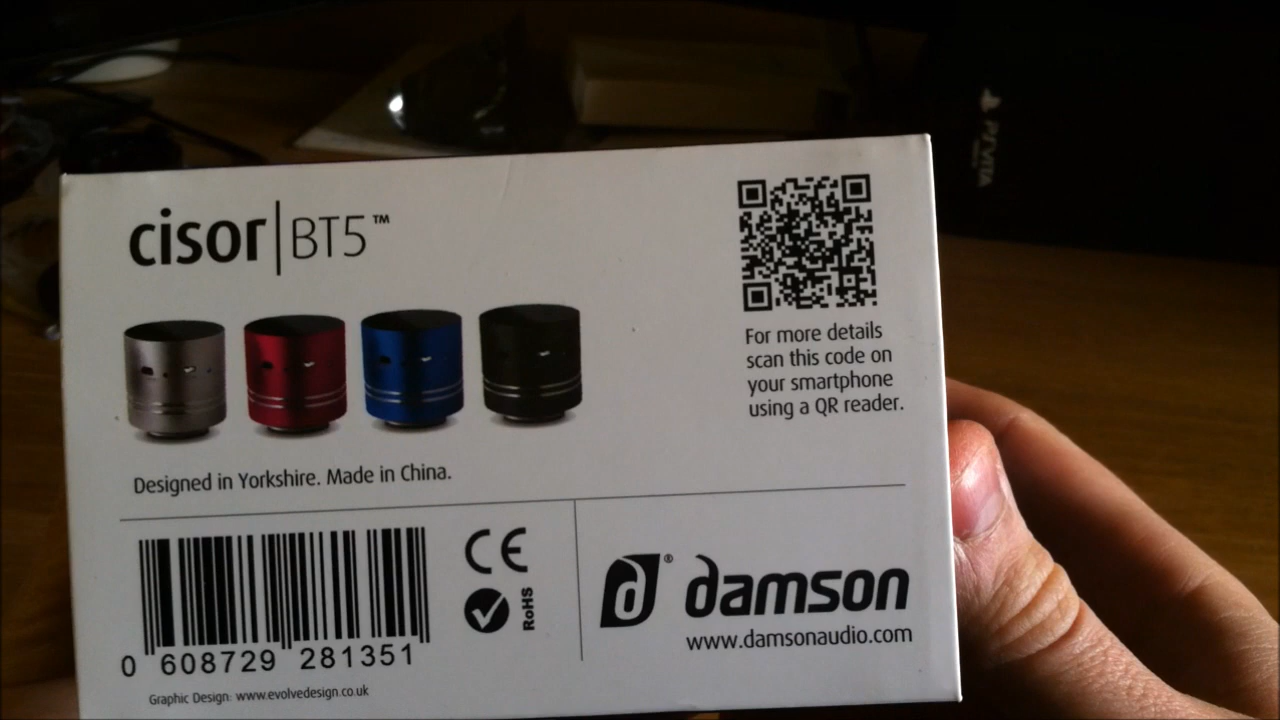 PSVITA
cisor|BT5™
For more details
scan this code on
your smartphone
using a QR reader.
Designed in Yorkshire. Made in China.
CE
RoHS
d® damson
www.damsonaudio.com
0 608729 281351
Graphic Design: www.evolvedesign.co.uk